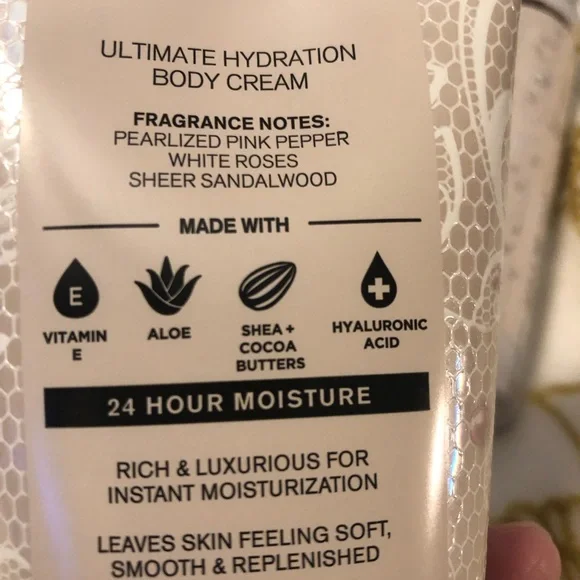 ULTIMATE HYDRATION
BODY CREAM
FRAGRANCE NOTES:
PEARLIZED PINK PEPPER
WHITE ROSES
SHEER SANDALWOOD
MADE WITH
E
VITAMIN
E
ALOE
SHEA +
COCOA
BUTTERS
HYALURONIC
ACID
24 HOUR MOISTURE
RICH & LUXURIOUS FOR
INSTANT MOISTURIZATION
LEAVES SKIN FEELING SOFT,
SMOOTH & REPLENISHED